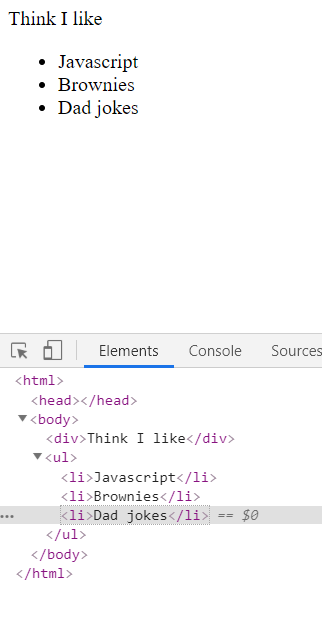 Think I like
• Javascript
• Brownies
• Dad jokes
Elements Console Sources
<html>
<head></head>
▼<body>
<div>Think I like</div>
▼<ul>
<li>Javascript</li>
<li>Brownies</li>
... <li>Dad jokes</li> == $0
</ul>
</body>
</html>